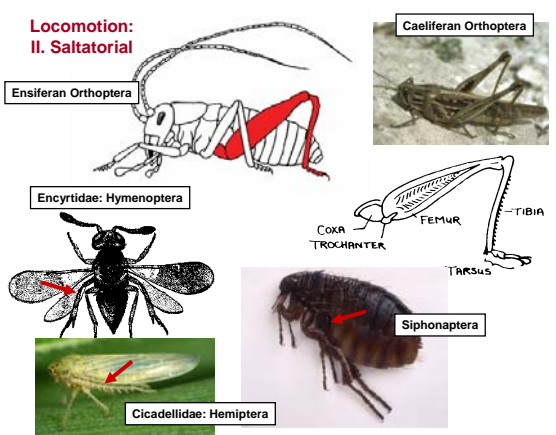 Locomotion:
II. Saltatorial
Caeliferan Orthoptera
Ensiferan Orthoptera
Encyrtidae: Hymenoptera
COXA
TROCHANTER
FEMUR
TIBIA
TARSUS
Siphonaptera
Cicadellidae: Hemiptera